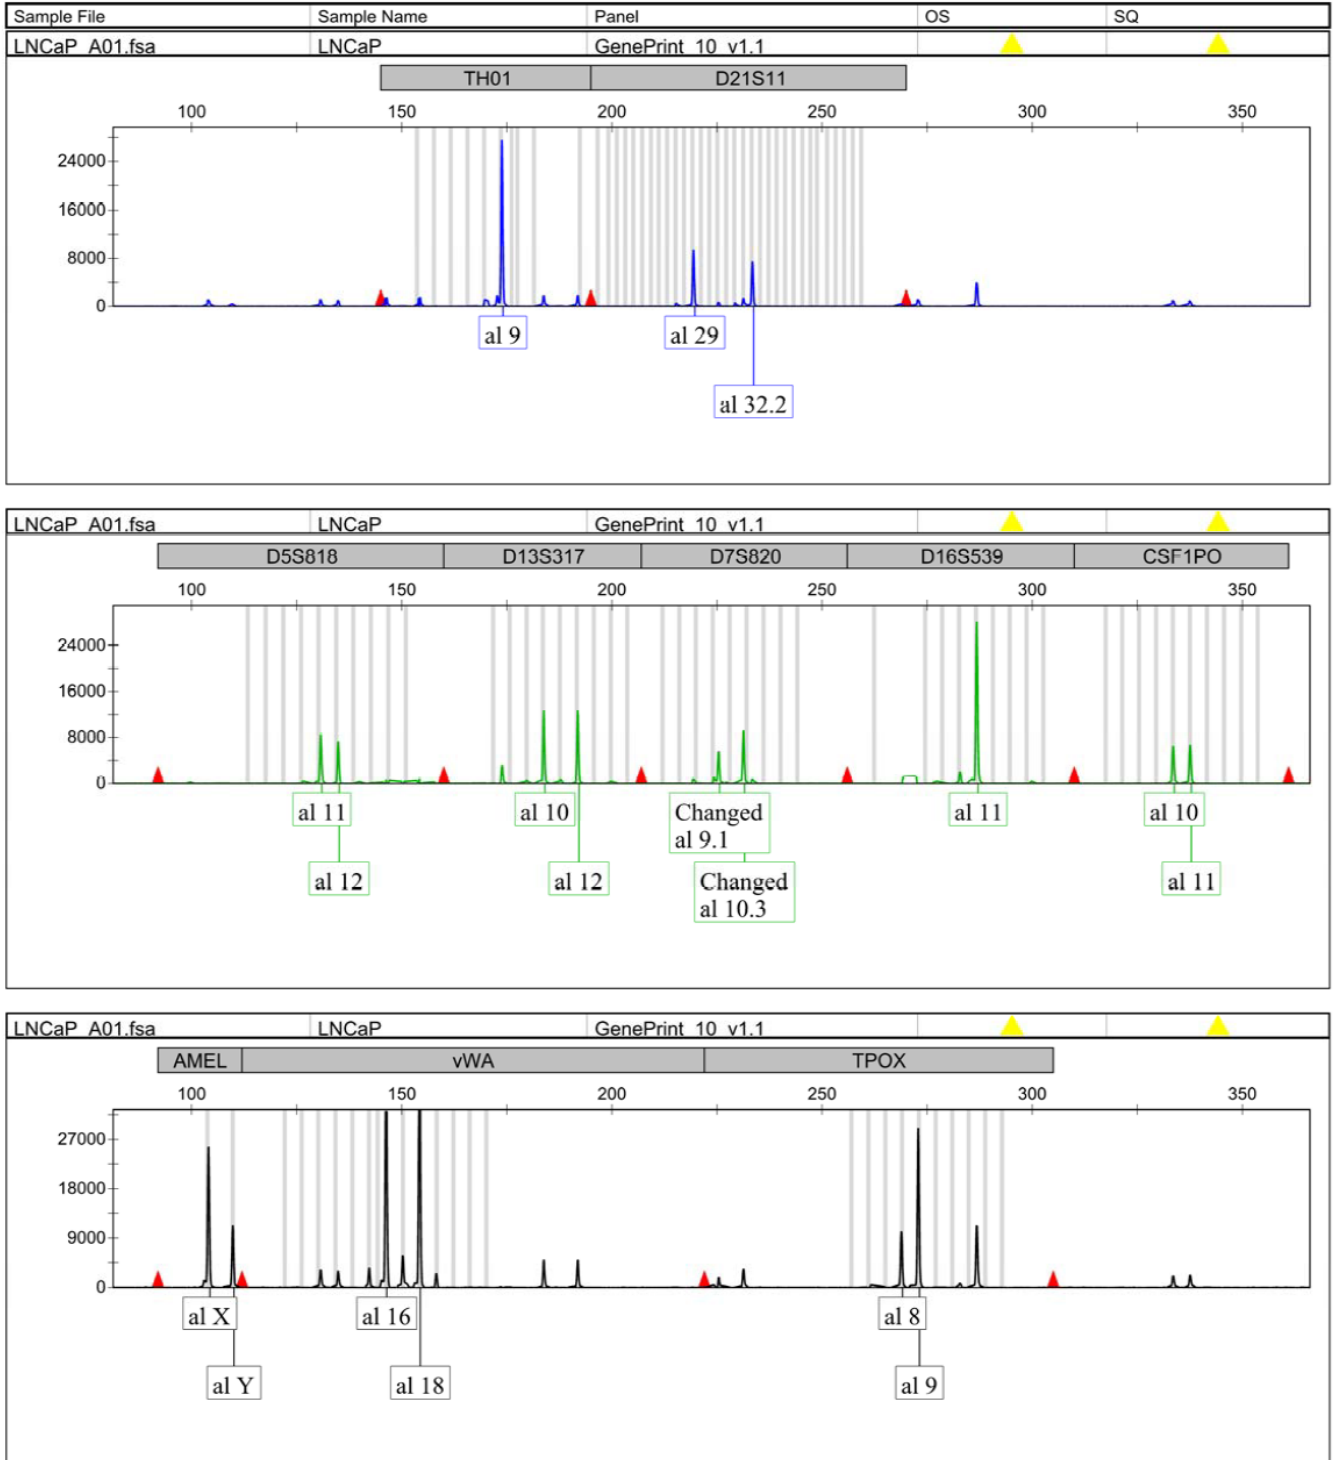 Sample File Sample Name Panel OS SQ
LNCaP_A01.fsa LNCaP GenePrint_10_v1.1
TH01 D21S11
100 150 200 250 300 350
24000
16000
8000
0
al 9 al 29
al 32.2
LNCaP_A01.fsa LNCaP GenePrint_10_v1.1
D5S818 D13S317 D7S820 D16S539 CSF1PO
100 150 200 250 300 350
24000
16000
8000
0
al 11 al 10 Changed al 11 al 10
al 9.1
al 12 al 12 Changed al 11
al 10.3
LNCaP_A01.fsa LNCaP GenePrint_10_v1.1
AMEL vWA TPOX
100 150 200 250 300 350
27000
18000
9000
0
al X al 16 al 8
al Y al 18 al 9